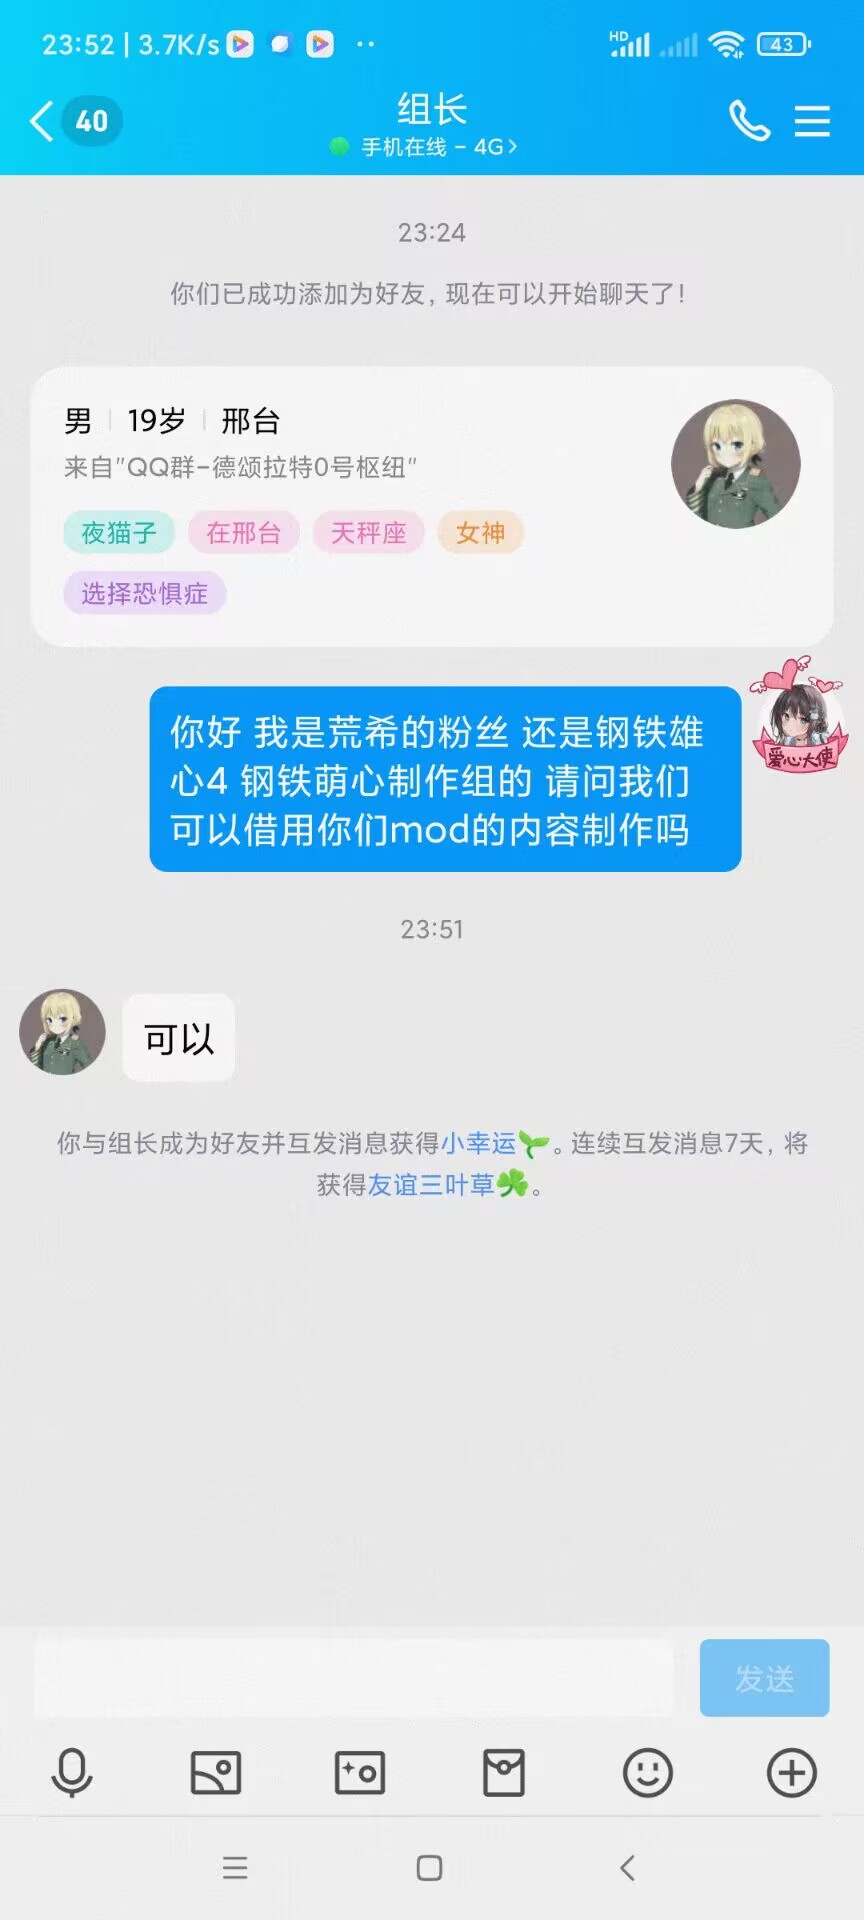 23:52 | 3.7K/s
HD
43
40
组长
手机在线 - 4G
23:24
你们已成功添加为好友，现在可以开始聊天了！
男 | 19岁 | 邢台
来自"QQ群-德颂拉特0号枢纽"
夜猫子 在邢台 天秤座 女神
选择恐惧症
你好 我是荒希的粉丝 还是钢铁雄
心4 钢铁萌心制作组的 请问我们
可以借用你们mod的内容制作吗
爱心大使
23:51
可以
你与组长成为好友并互发消息获得小幸运。连续互发消息7天，将
获得友谊三叶草。
发送